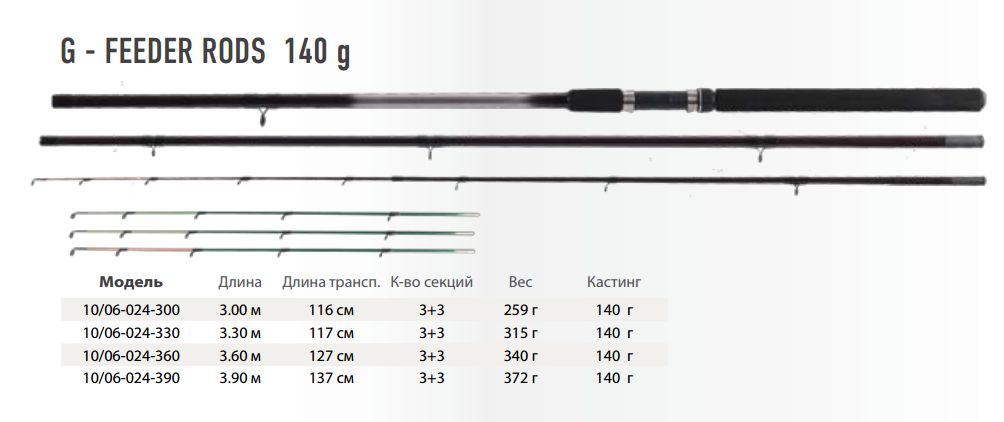 G - FEEDER RODS 140 g
Модель Длина Длина трансп. К-во секций Вес Кастинг
10/06-024-300 3.00 м 116 см 3+3 259 г 140 г
10/06-024-330 3.30 м 117 см 3+3 315 г 140 г
10/06-024-360 3.60 м 127 см 3+3 340 г 140 г
10/06-024-390 3.90 м 137 см 3+3 372 г 140 г